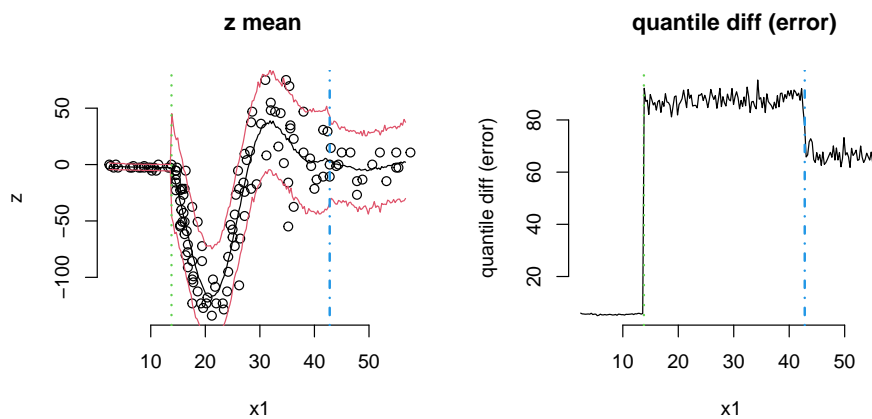 z mean
z
50
0
−50
−100
10 20 30 40 50
x1
quantile diff (error)
quantile diff (error)
80
60
40
20
10 20 30 40 50
x1